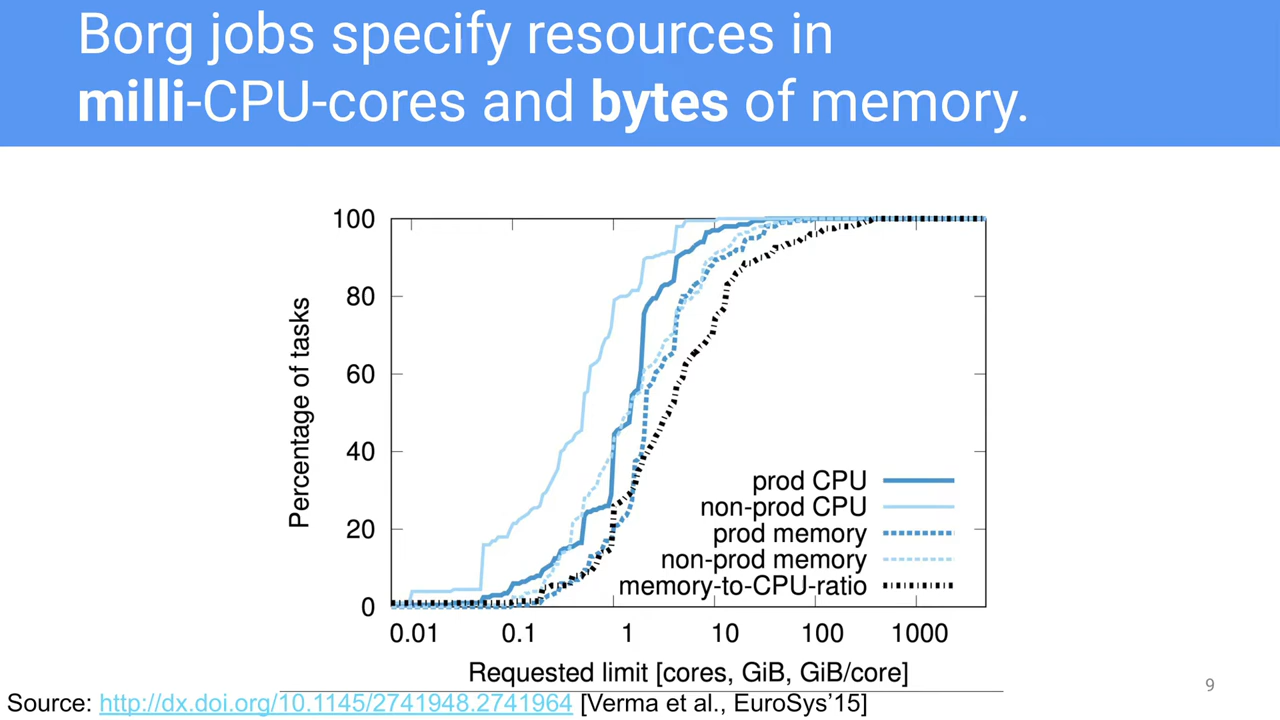 Borg jobs specify resources in
milli-CPU-cores and bytes of memory.
100
80
60
40
20
0
Percentage of tasks
prod CPU
non-prod CPU
prod memory
non-prod memory
memory-to-CPU-ratio
0.01 0.1 1 10 100 1000
Requested limit [cores, GiB, GiB/core]
Source: http://dx.doi.org/10.1145/2741948.2741964 [Verma et al., EuroSys’15]
9